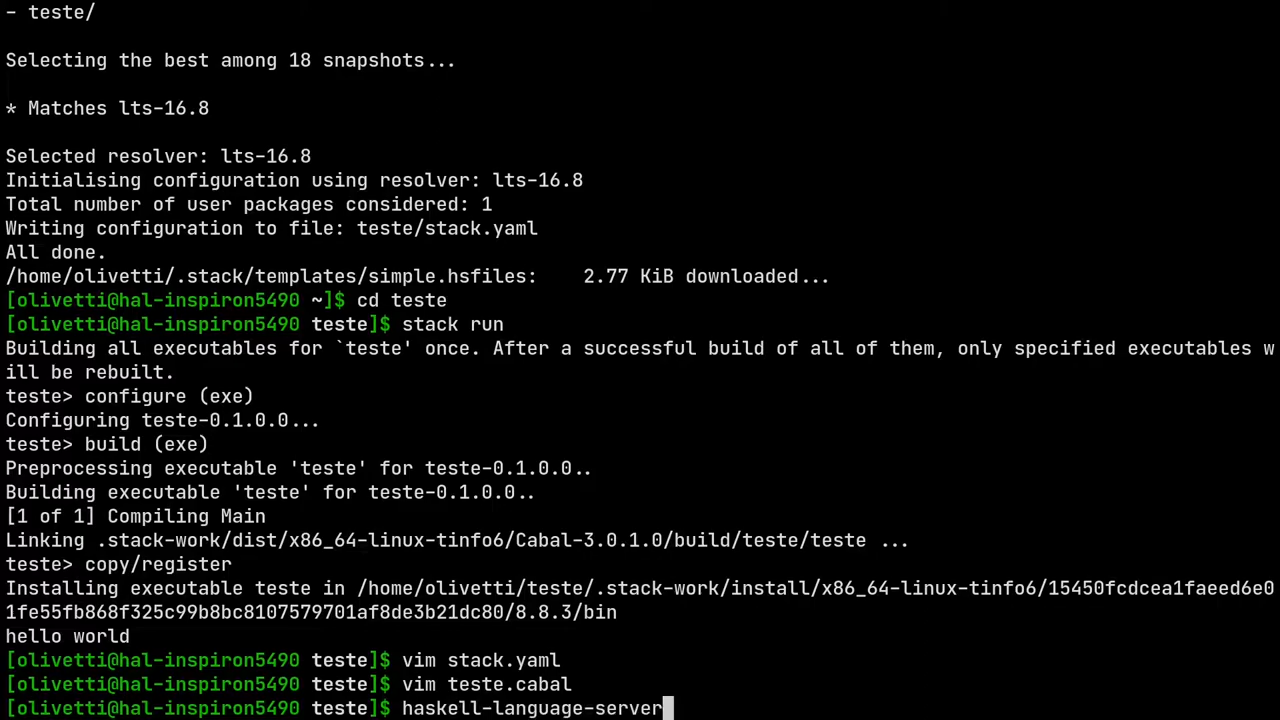 - teste/
Selecting the best among 18 snapshots...
* Matches lts-16.8
Selected resolver: lts-16.8
Initialising configuration using resolver: lts-16.8
Total number of user packages considered: 1
Writing configuration to file: teste/stack.yaml
All done.
/home/olivetti/.stack/templates/simple.hsfiles:    2.77 KiB downloaded...
[olivetti@hal-inspiron5490 ~]$ cd teste
[olivetti@hal-inspiron5490 teste]$ stack run
Building all executables for `teste' once. After a successful build of all of them, only specified executables w
ill be rebuilt.
teste> configure (exe)
Configuring teste-0.1.0.0...
teste> build (exe)
Preprocessing executable 'teste' for teste-0.1.0.0..
Building executable 'teste' for teste-0.1.0.0..
[1 of 1] Compiling Main
Linking .stack-work/dist/x86_64-linux-tinfo6/Cabal-3.0.1.0/build/teste/teste ...
teste> copy/register
Installing executable teste in /home/olivetti/teste/.stack-work/install/x86_64-linux-tinfo6/15450fcdcea1faeed6e0
1fe55fb868f325c99b8bc8107579701af8de3b21dc80/8.8.3/bin
hello world
[olivetti@hal-inspiron5490 teste]$ vim stack.yaml
[olivetti@hal-inspiron5490 teste]$ vim teste.cabal
[olivetti@hal-inspiron5490 teste]$ haskell-language-server